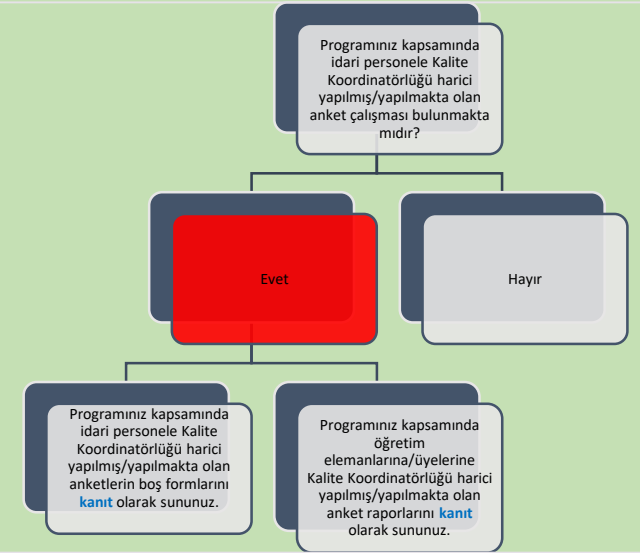 Programınız kapsamında
idari personele Kalite
Koordinatörlüğü harici
yapılmış/yapılmakta olan
anket çalışması bulunmakta
mıdır?
Evet
Hayır
Programınız kapsamında
idari personele Kalite
Koordinatörlüğü harici
yapılmış/yapılmakta olan
anketlerin boş formlarını
kanıt olarak sununuz.
Programınız kapsamında
öğretim
elemanlarına/üyelerine
Kalite Koordinatörlüğü harici
yapılmış/yapılmakta olan
anket raporlarını kanıt
olarak sununuz.